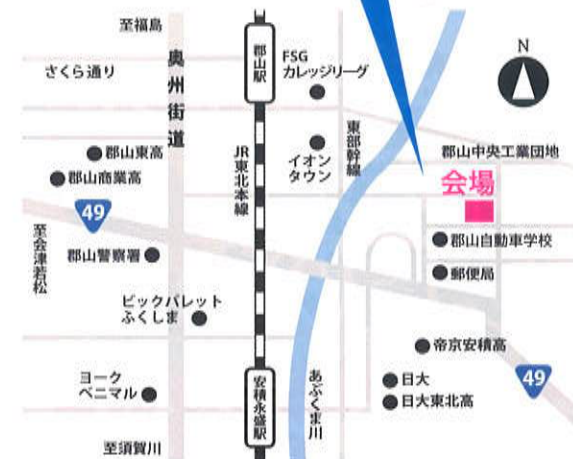 至福島
郡山駅
FSG
カレッジリーグ
N
さくら通り
奥州街道
東部幹線
郡山東高
イオン
タウン
郡山中央工業団地
郡山商業高
JR東北本線
会場
49
至会津若松
郡山警察署
郡山自動車学校
郵便局
ビックパレット
ふくしま
帝京安積高
ヨーク
ベニマル
安積永盛駅
あぶくま川
日大
日大東北高
49
至須賀川